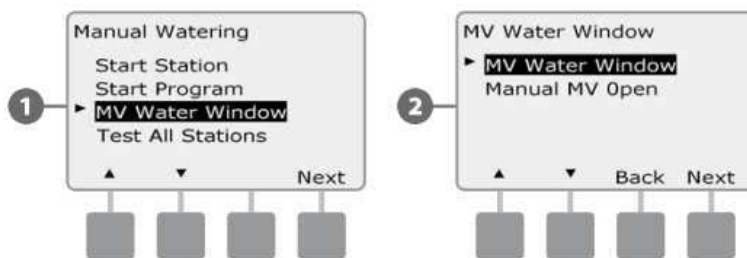 1
Manual Watering
Start Station
Start Program
► MV Water Window
Test All Stations
▲ ▼ Next
2
MV Water Window
► MV Water Window
Manual MV 0pen
▲ ▼ Back Next